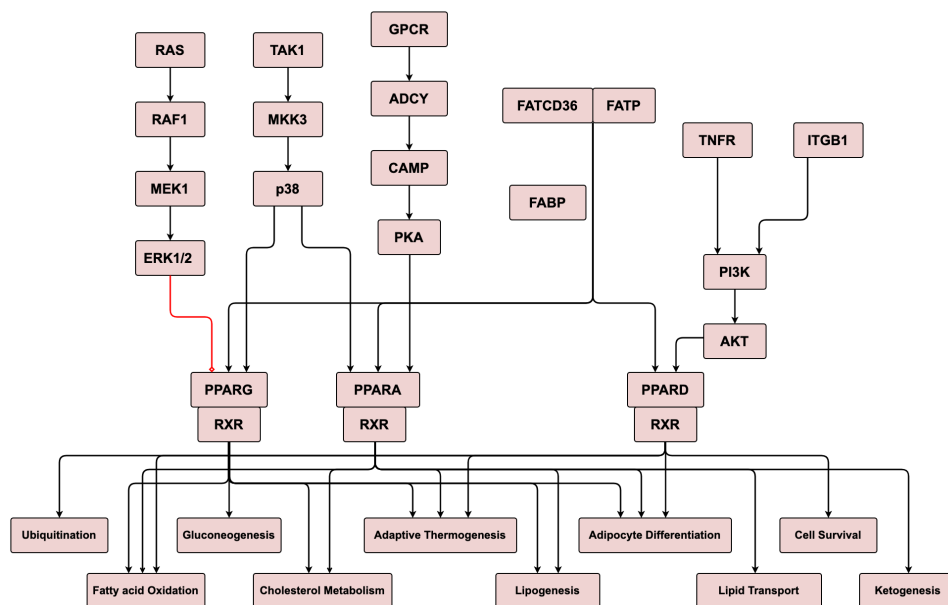 GPCR
RAS
TAK1
ADCY
FATCD36
FATP
RAF1
MKK3
TNFR
ITGB1
CAMP
MEK1
p38
FABP
PKA
ERK1/2
PI3K
AKT
PPARG
PPARA
PPARD
RXR
RXR
RXR
Ubiquitination
Gluconeogenesis
Adaptive Thermogenesis
Adipocyte Differentiation
Cell Survival
Fatty acid Oxidation
Cholesterol Metabolism
Lipogenesis
Lipid Transport
Ketogenesis